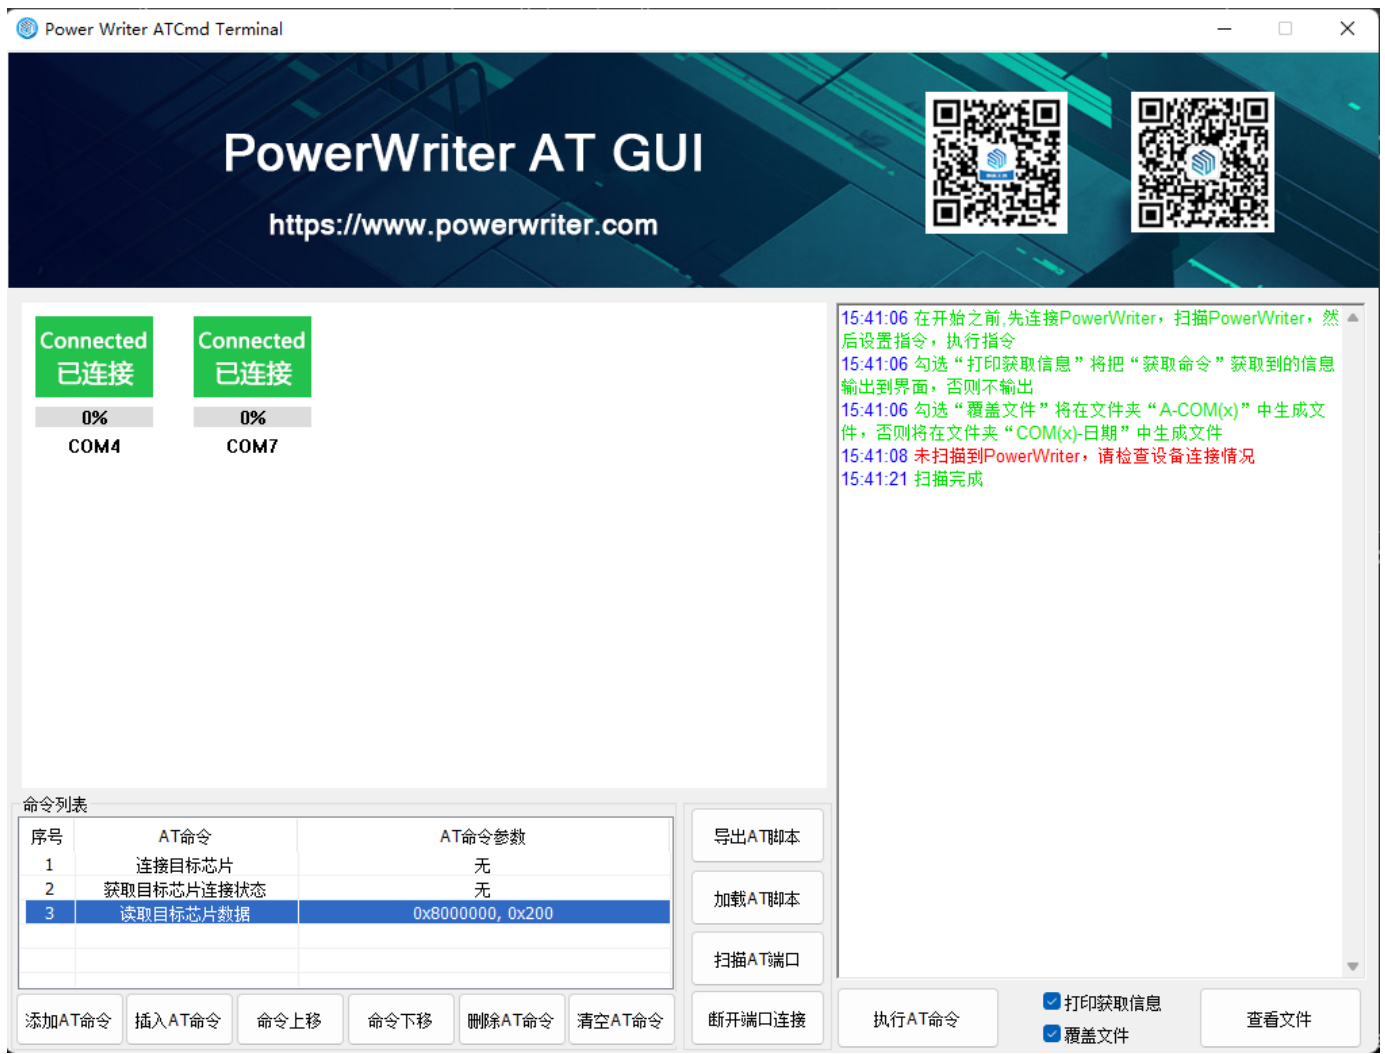 Power Writer ATCmd Terminal
PowerWriter AT GUI
https://www.powerwriter.com
Connected
已连接
0%
COM4
Connected
已连接
0%
COM7
15:41:06 在开始之前,先连接PowerWriter，扫描PowerWriter，然
后设置指令，执行指令
15:41:06 勾选“打印获取信息”将把“获取命令”获取到的信息
输出到界面，否则不输出
15:41:06 勾选“覆盖文件”将在文件夹“A-COM(x)”中生成文
件，否则将在文件夹“COM(x)-日期”中生成文件
15:41:08 未扫描到PowerWriter，请检查设备连接情况
15:41:21 扫描完成
命令列表
序号 AT命令 AT命令参数
1 连接目标芯片 无
2 获取目标芯片连接状态 无
3 读取目标芯片数据 0x8000000, 0x200
导出AT脚本
加载AT脚本
扫描AT端口
断开端口连接
添加AT命令 插入AT命令 命令上移 命令下移 删除AT命令 清空AT命令
执行AT命令
打印获取信息
覆盖文件
查看文件